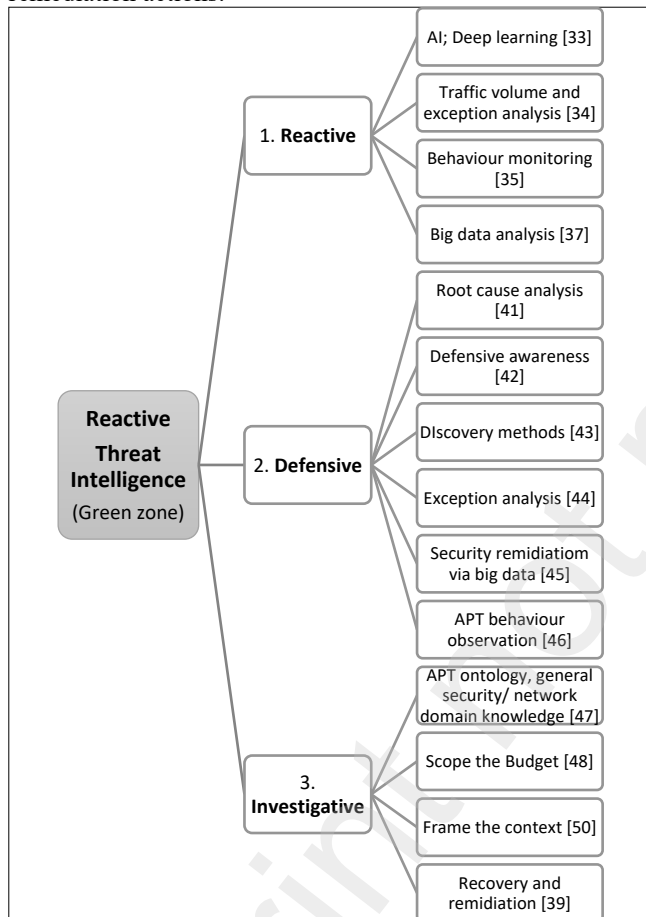 AI; Deep learning [33]
Traffic volume and
exception analysis [34]
1. Reactive
Behaviour monitoring
[35]
Big data analysis [37]
Root cause analysis
[41]
Defensive awareness
[42]
Reactive
Threat
Intelligence
(Green zone)
2. Defensive
DIscovery methods [43]
Exception analysis [44]
Security remidiatiom
via big data [45]
APT behaviour
observation [46]
APT ontology, general
security/ network
domain knowledge [47]
3.
Investigative
Scope the Budget [48]
Frame the context [50]
Recovery and
remidiation [39]